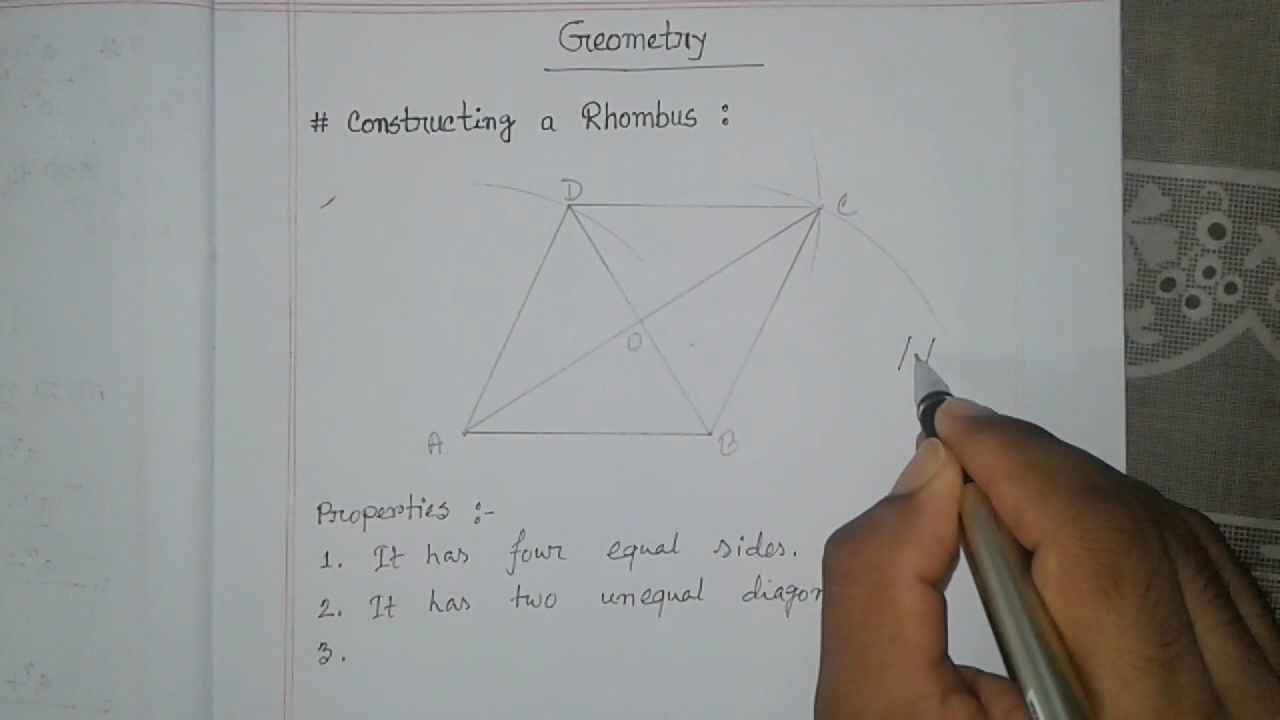 Geometry
# Constructing a Rhombus :
D
C
O
A
B
Properties :-
1. It has four equal sides.
2. It has two unequal
3.